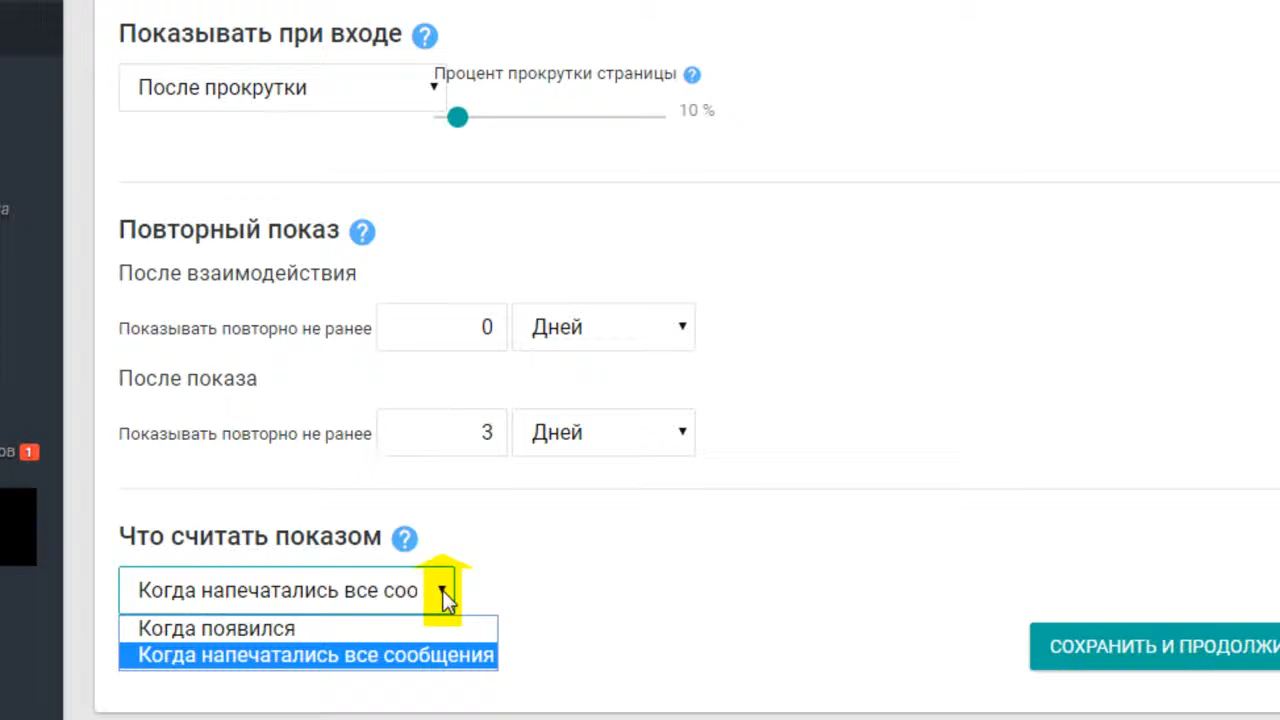 Показывать при входе ?
После прокрутки
Процент прокрутки страницы ?
10 %
Повторный показ ?
После взаимодействия
Показывать повторно не ранее 0 Дней
После показа
Показывать повторно не ранее 3 Дней
ов 1
Что считать показом ?
Когда напечатались все соо
Когда появился
Когда напечатались все сообщения
СОХРАНИТЬ И ПРОДОЛЖИ